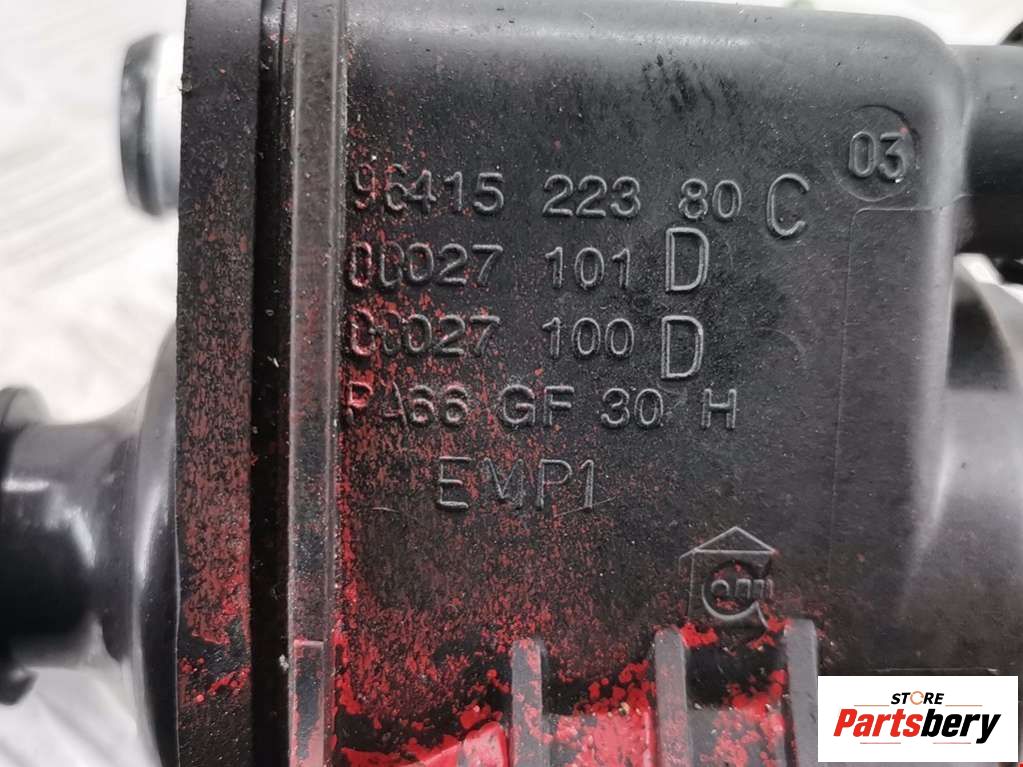 03
96415 223 80 C
00027 101 D
00027 100 D
PA66 GF 30 H
EMP1
STORE
Partsbery